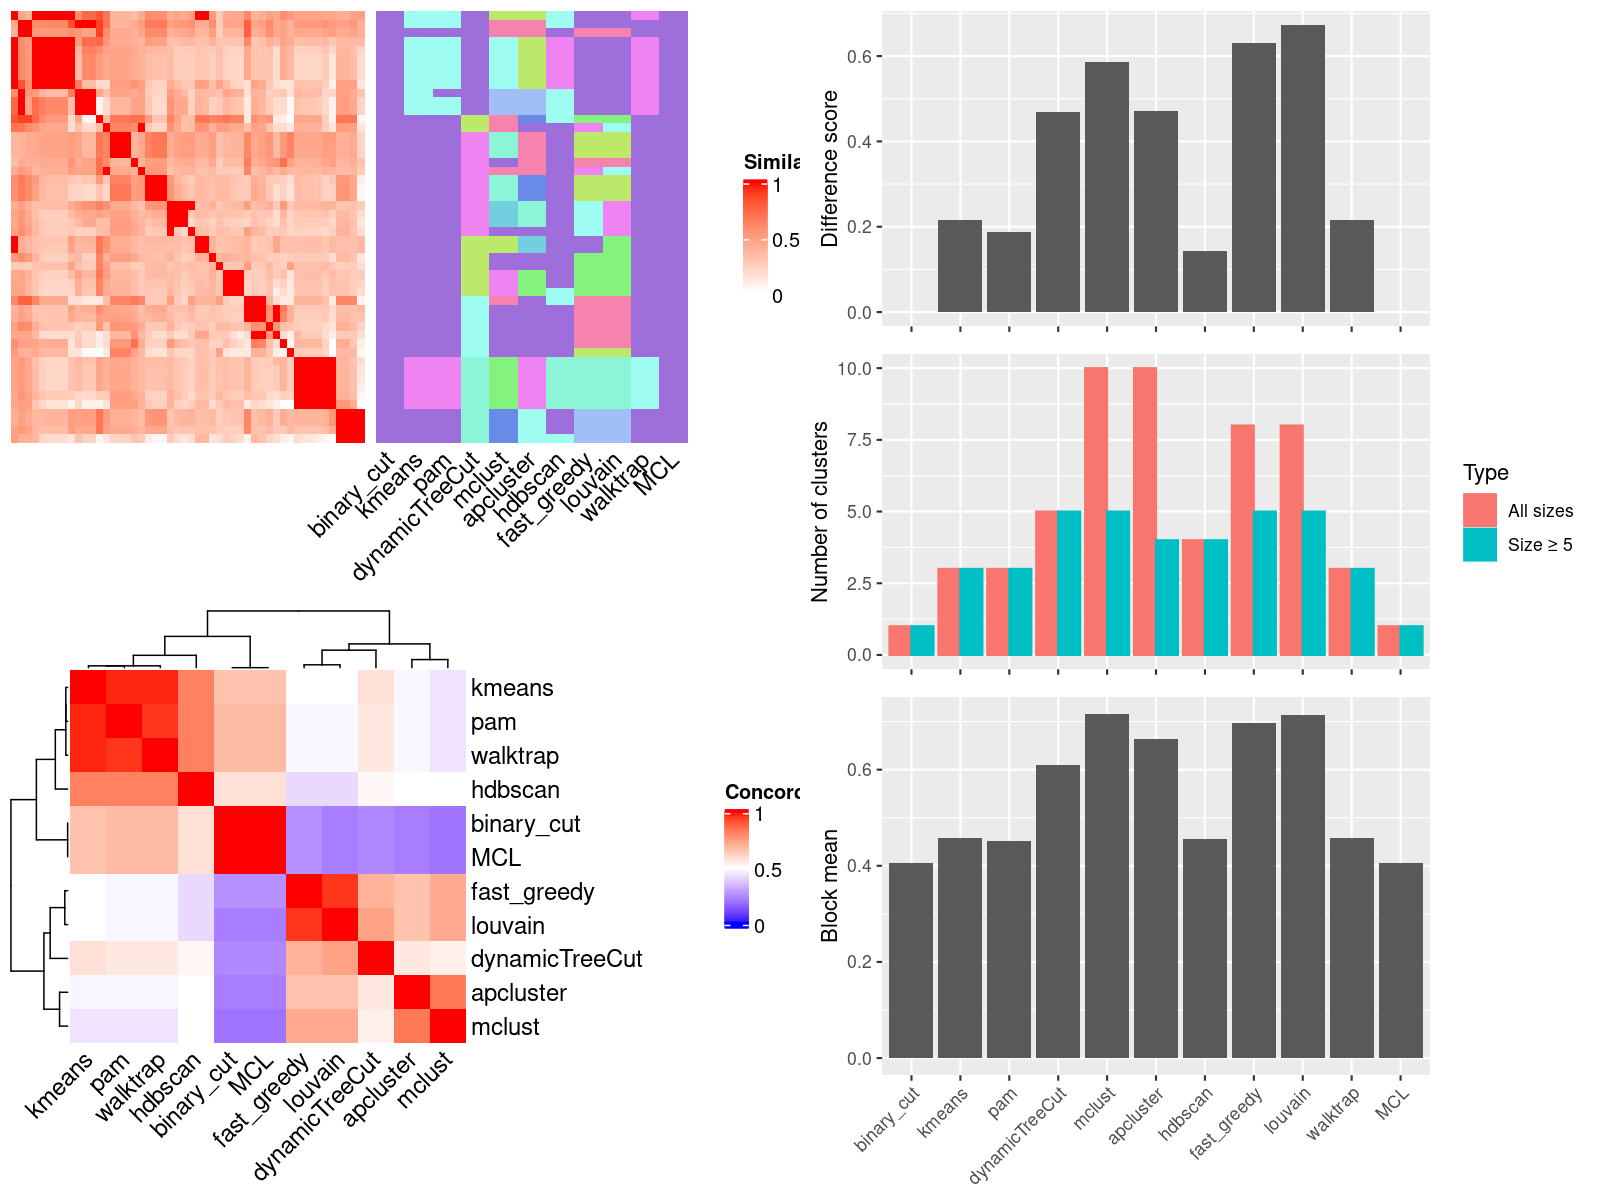 Simila
1
0.5
0
binary_cut
kmeans
pam
dynamicTreeCut
mclust
apcluster
hdbscan
fast_greedy
louvain
walktrap
MCL
kmeans
pam
walktrap
hdbscan
binary_cut
MCL
fast_greedy
louvain
dynamicTreeCut
apcluster
mclust
kmeans
pam
walktrap
hdbscan
binary_cut
MCL
fast_greedy
louvain
dynamicTreeCut
apcluster
mclust
Concord
1
0.5
0
Difference score
0.6
0.4
0.2
0.0
Number of clusters
10.0
7.5
5.0
2.5
0.0
Type
All sizes
Size ≥ 5
Block mean
0.6
0.4
0.2
0.0
binary_cut
kmeans
pam
dynamicTreeCut
mclust
apcluster
hdbscan
fast_greedy
louvain
walktrap
MCL